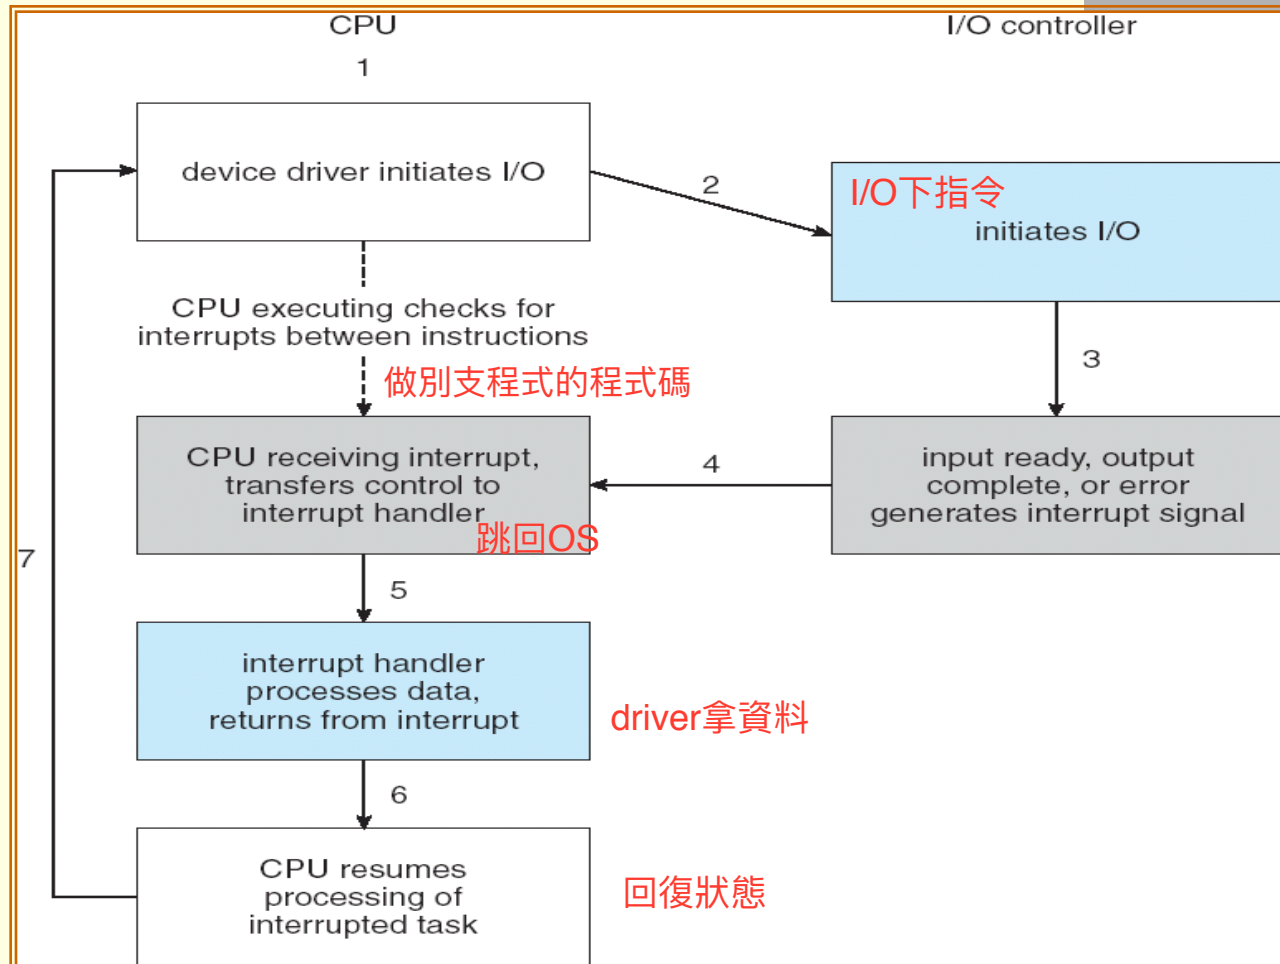 CPU
I/O controller
1
device driver initiates I/O
2
I/O下指令
initiates I/O
CPU executing checks for
interrupts between instructions
3
做別支程式的程式碼
CPU receiving interrupt,
transfers control to
interrupt handler
跳回OS
4
input ready, output
complete, or error
generates interrupt signal
7
5
interrupt handler
processes data,
returns from interrupt
driver拿資料
6
CPU resumes
processing of
interrupted task
回復狀態